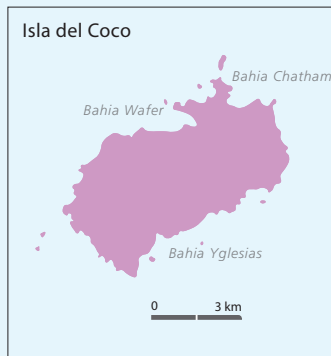 Isla del Coco
Bahia Chatham
Bahia Wafer
Bahia Yglesias
0 3 km